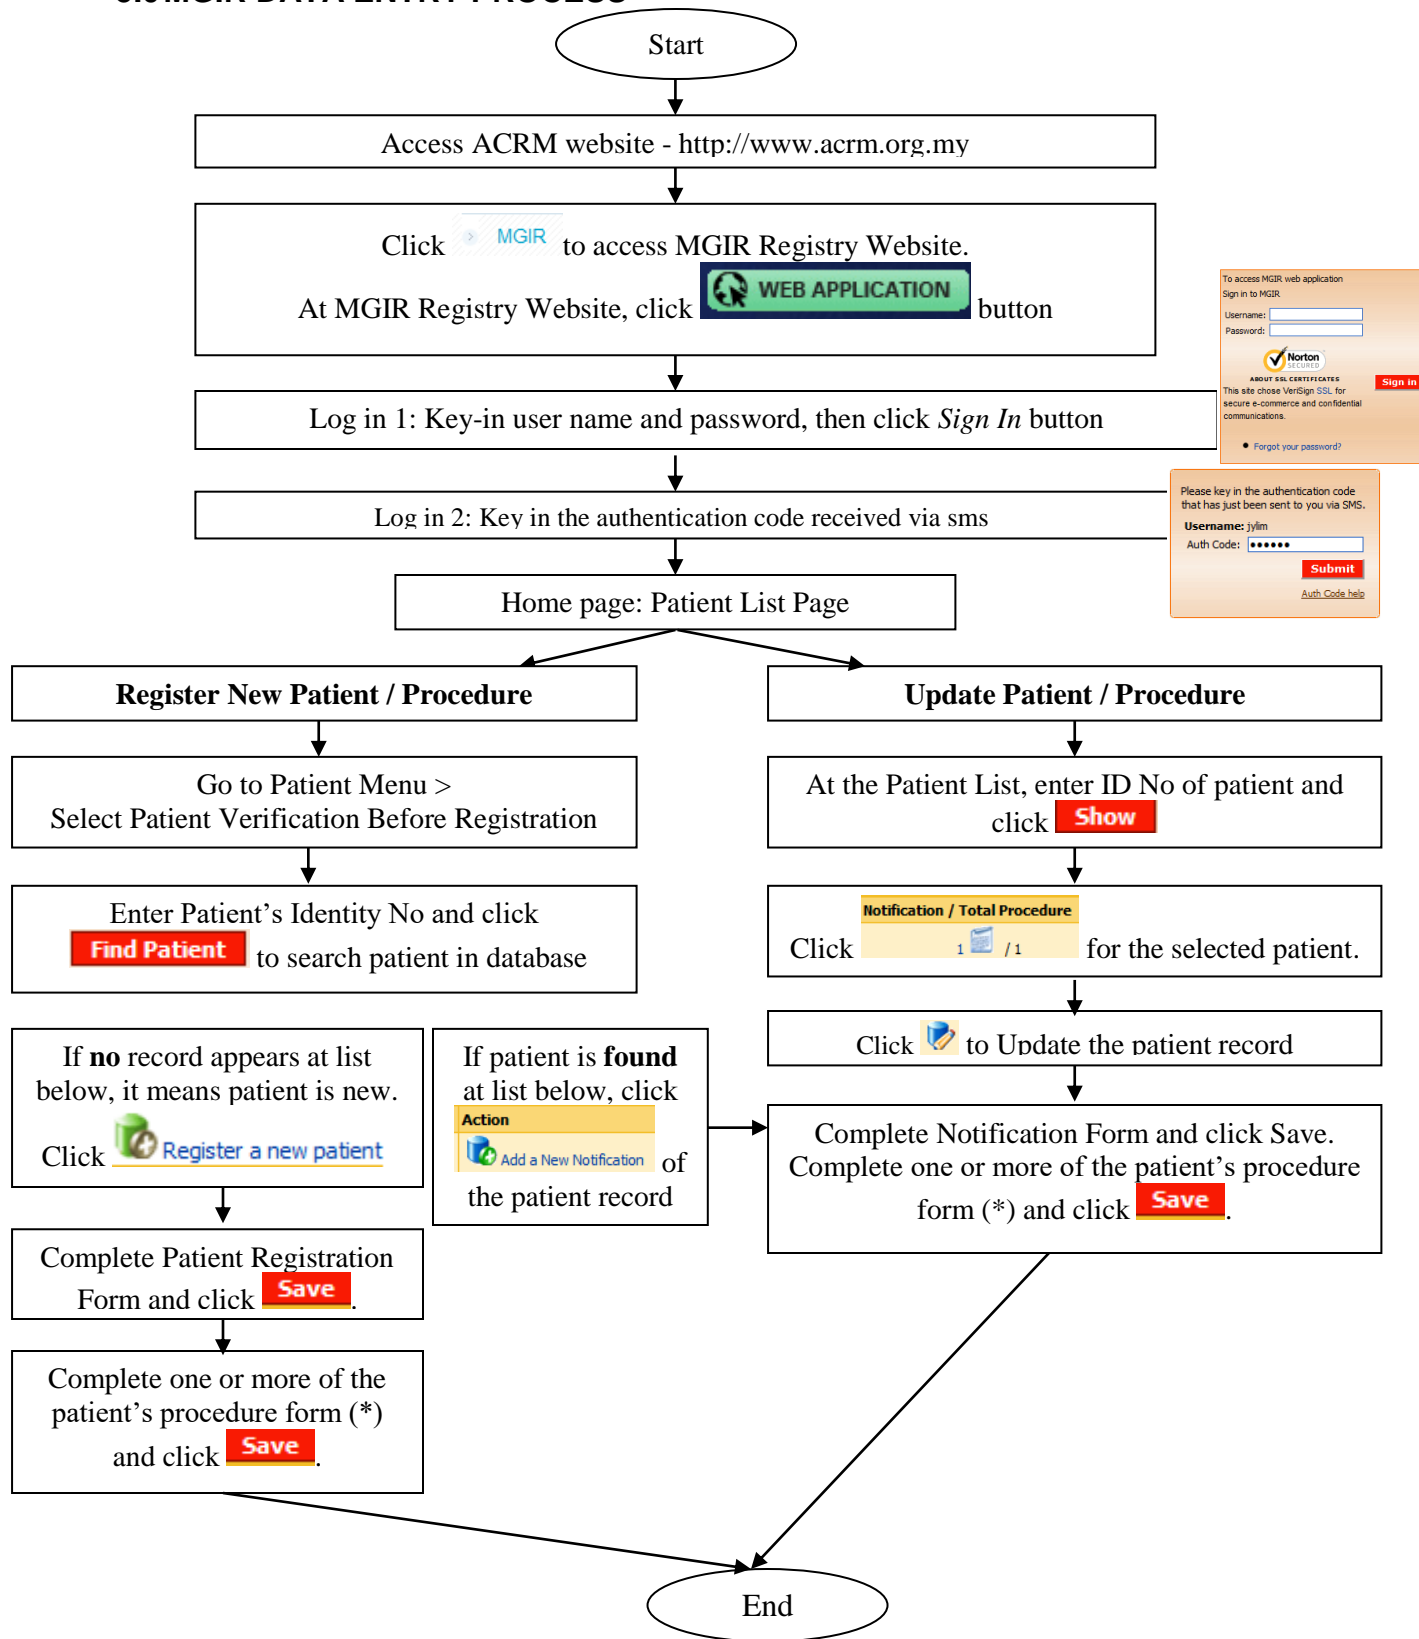 MGIR DATA ENTRY PROCESS
Start
Access ACRM website - http://www.acrm.org.my
Click MGIR to access MGIR Registry Website.
At MGIR Registry Website, click WEB APPLICATION button
To access MGIR web application
Sign in to MGIR
Username:
Password:
Norton
SECURED
ABOUT SSL CERTIFICATES
This site chose VeriSign SSL for
secure e-commerce and confidential
communications.
Sign in
Forgot your password?
Log in 1: Key-in user name and password, then click Sign In button
Log in 2: Key in the authentication code received via sms
Please key in the authentication code
that has just been sent to you via SMS.
Username: jylim
Auth Code: ●●●●●●
Submit
Auth Code help
Home page: Patient List Page
Register New Patient / Procedure
Go to Patient Menu >
Select Patient Verification Before Registration
Enter Patient’s Identity No and click
Find Patient to search patient in database
If no record appears at list
below, it means patient is new.
Click Register a new patient
Complete Patient Registration
Form and click Save.
Complete one or more of the
patient’s procedure form (*)
and click Save.
If patient is found
at list below, click
Action
Add a New Notification of
the patient record
Update Patient / Procedure
At the Patient List, enter ID No of patient and
click Show
Notification / Total Procedure
Click 1 / 1 for the selected patient.
Click to Update the patient record
Complete Notification Form and click Save.
Complete one or more of the patient’s procedure
form (*) and click Save.
End